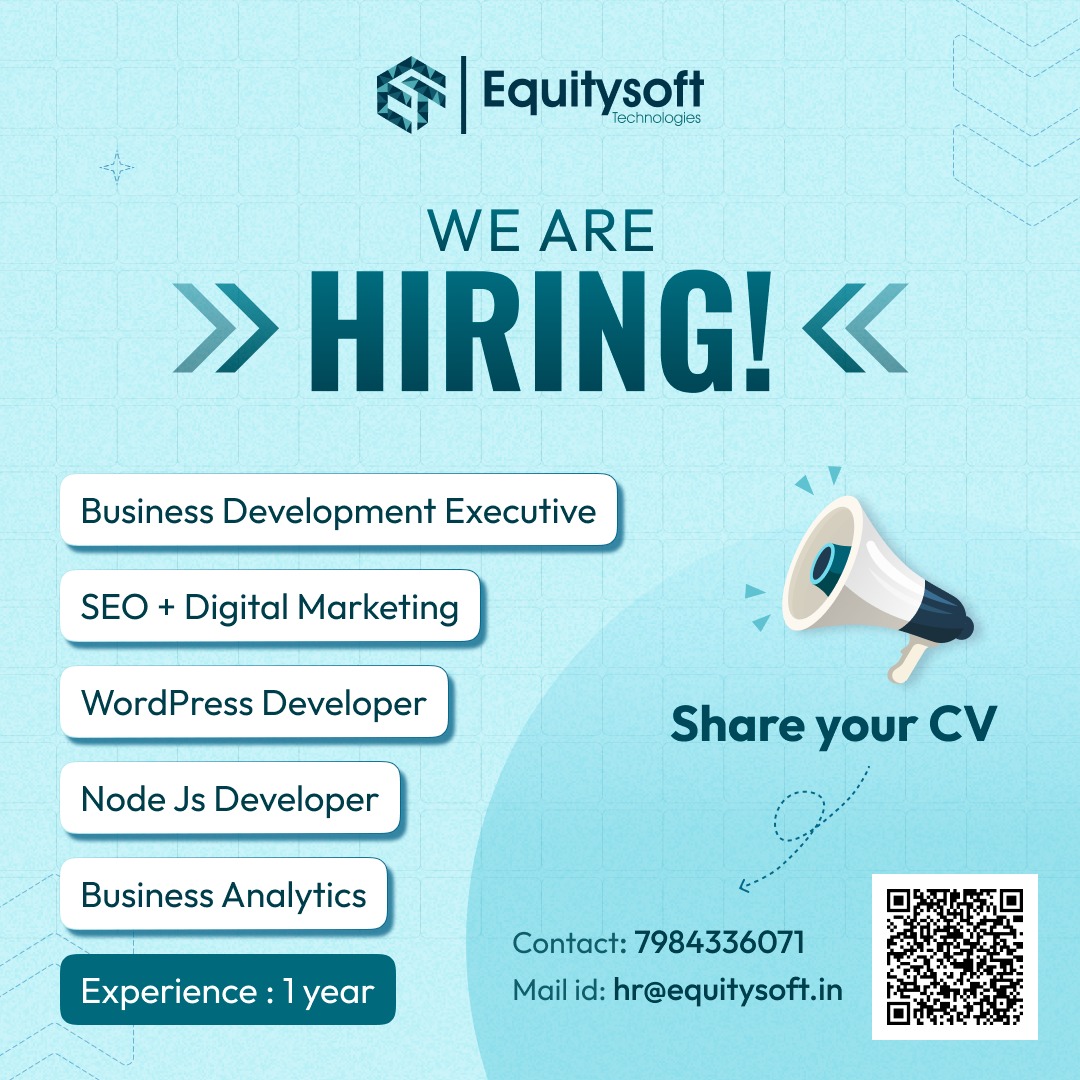 Equitysoft
Technologies
WE ARE
HIRING!
Business Development Executive
SEO + Digital Marketing
WordPress Developer
Node Js Developer
Business Analytics
Experience : 1 year
Share your CV
Contact: 7984336071
Mail id: hr@equitysoft.in